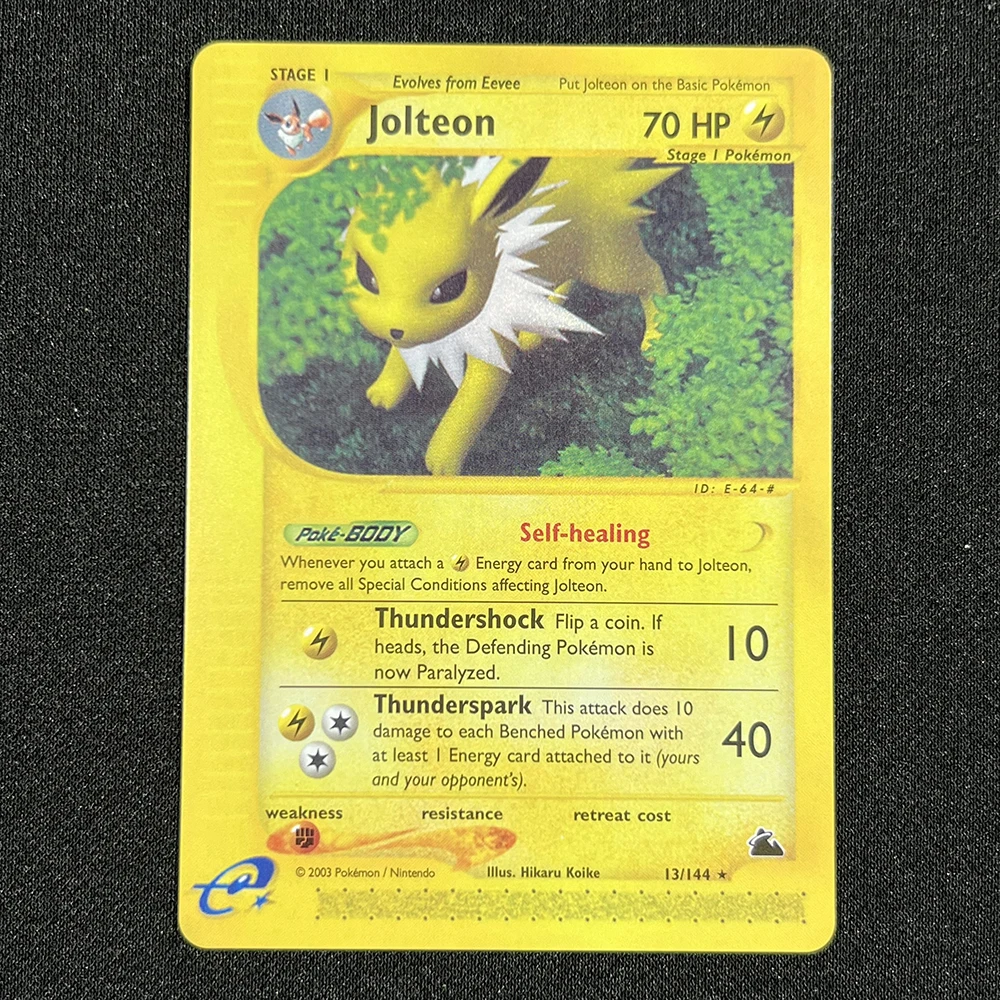 STAGE 1
Evolves from Eevee
Put Jolteon on the Basic Pokémon
Jolteon
70 HP
Stage 1 Pokémon
ID: E-64-#
Poké-BODY
Self-healing
Whenever you attach a Energy card from your hand to Jolteon,
remove all Special Conditions affecting Jolteon.
Thundershock Flip a coin. If
heads, the Defending Pokémon is
now Paralyzed.
10
Thunderspark This attack does 10
damage to each Benched Pokémon with
at least 1 Energy card attached to it (yours
and your opponent's).
40
weakness
resistance
retreat cost
e
© 2003 Pokémon / Nintendo
Illus. Hikaru Koike
13/144 ★